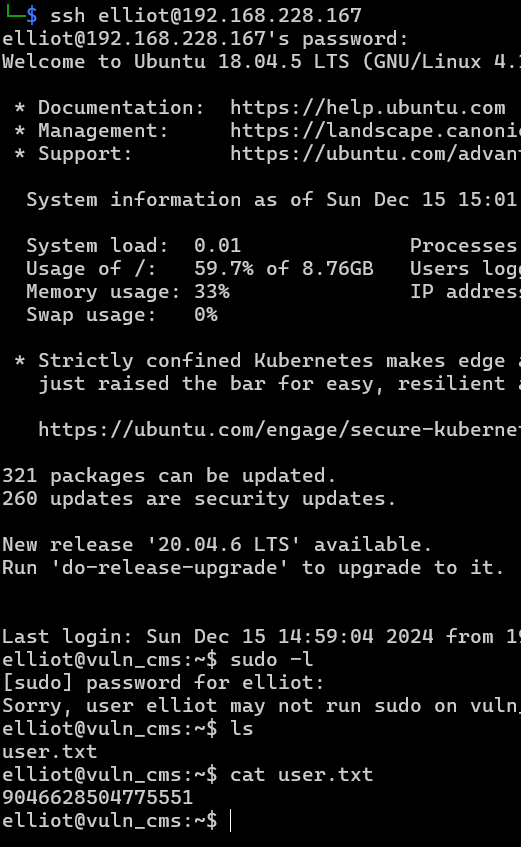 └─$ ssh elliot@192.168.228.167
elliot@192.168.228.167's password:
Welcome to Ubuntu 18.04.5 LTS (GNU/Linux 4.1
* Documentation: https://help.ubuntu.com
* Management: https://landscape.canonic
* Support: https://ubuntu.com/advant
System information as of Sun Dec 15 15:01
System load: 0.01 Processes
Usage of /: 59.7% of 8.76GB Users logg
Memory usage: 33% IP address
Swap usage: 0%
* Strictly confined Kubernetes makes edge a
just raised the bar for easy, resilient a
https://ubuntu.com/engage/secure-kubernet
321 packages can be updated.
260 updates are security updates.
New release '20.04.6 LTS' available.
Run 'do-release-upgrade' to upgrade to it.
Last login: Sun Dec 15 14:59:04 2024 from 19
elliot@vuln_cms:~$ sudo -l
[sudo] password for elliot:
Sorry, user elliot may not run sudo on vuln_
elliot@vuln_cms:~$ ls
user.txt
elliot@vuln_cms:~$ cat user.txt
9046628504775551
elliot@vuln_cms:~$